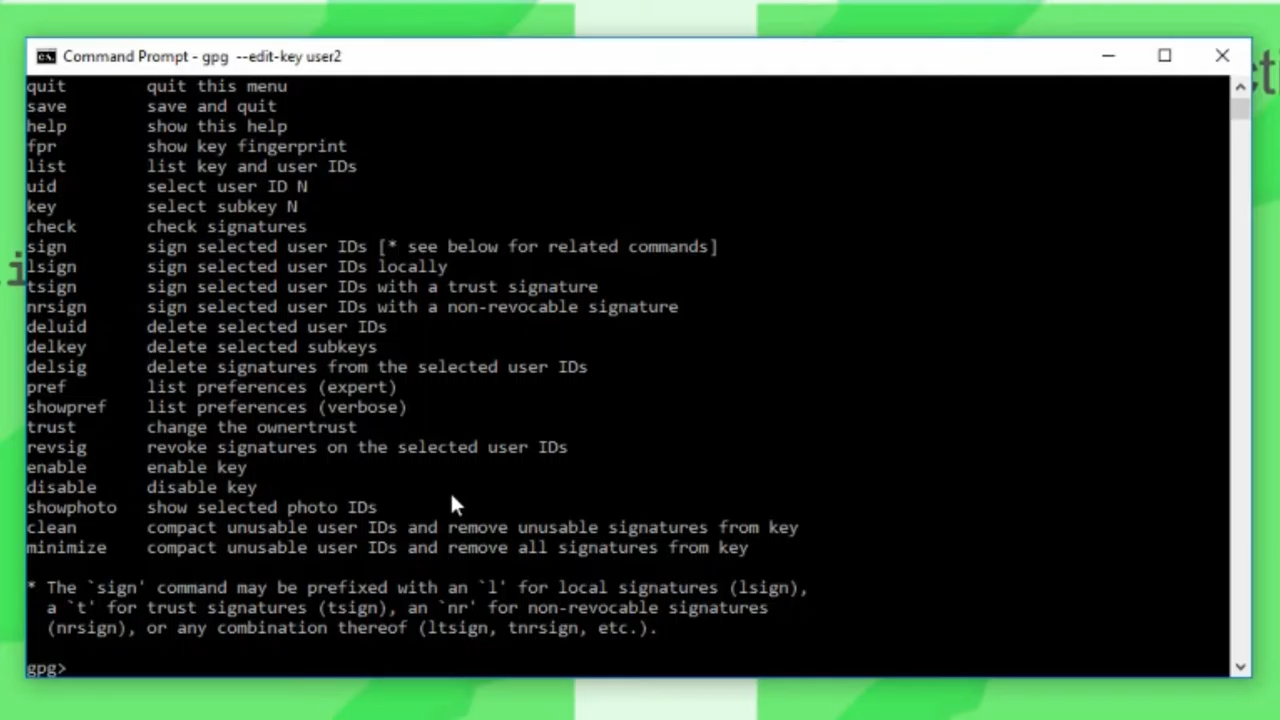 Command Prompt - gpg  --edit-key user2
quit        quit this menu
save        save and quit
help        show this help
fpr         show key fingerprint
list        list key and user IDs
uid         select user ID N
key         select subkey N
check       check signatures
sign        sign selected user IDs [* see below for related commands]
lsign       sign selected user IDs locally
tsign       sign selected user IDs with a trust signature
nrsign      sign selected user IDs with a non-revocable signature
deluid      delete selected user IDs
delkey      delete selected subkeys
delsig      delete signatures from the selected user IDs
pref        list preferences (expert)
showpref    list preferences (verbose)
trust       change the ownertrust
revsig      revoke signatures on the selected user IDs
enable      enable key
disable     disable key
showphoto   show selected photo IDs
clean       compact unusable user IDs and remove unusable signatures from key
minimize    compact unusable user IDs and remove all signatures from key
* The `sign' command may be prefixed with an `l' for local signatures (lsign),
  a `t' for trust signatures (tsign), an `nr' for non-revocable signatures
  (nrsign), or any combination thereof (ltsign, tnrsign, etc.).
gpg>